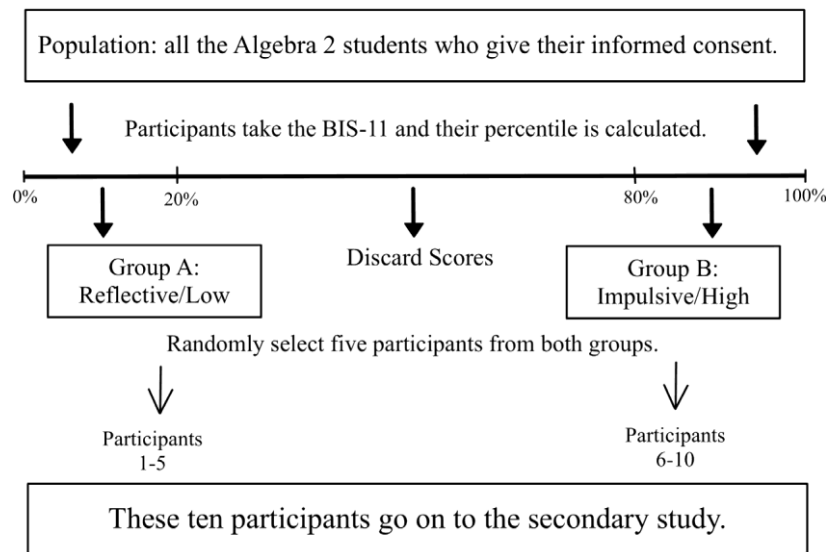 Population: all the Algebra 2 students who give their informed consent.
Participants take the BIS-11 and their percentile is calculated.
0%
20%
80%
100%
Group A:
Reflective/Low
Discard Scores
Group B:
Impulsive/High
Randomly select five participants from both groups.
Participants
1-5
Participants
6-10
These ten participants go on to the secondary study.